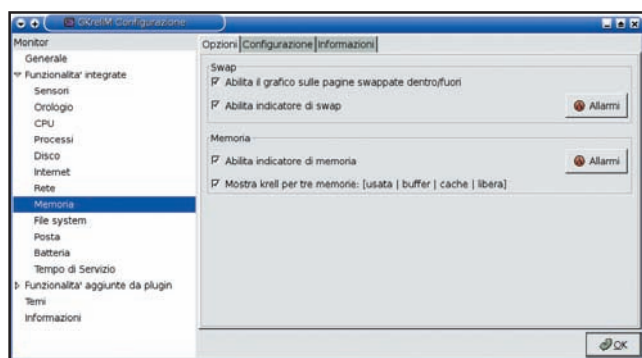 GKrellM Configurazione
Monitor
Generale
Funzionalita' integrate
Sensori
Orologio
CPU
Processi
Disco
Internet
Rete
Memoria
File system
Posta
Batteria
Tempo di Servizio
Funzionalita' aggiunte da plugin
Temi
Informazioni
Opzioni Configurazione Informazioni
Swap
Abilita il grafico sulle pagine swappate dentro/fuori
Abilita indicatore di swap
Allarmi
Memoria
Abilita indicatore di memoria
Allarmi
Mostra krell per tre memorie: [usata | buffer | cache | libera]
OK